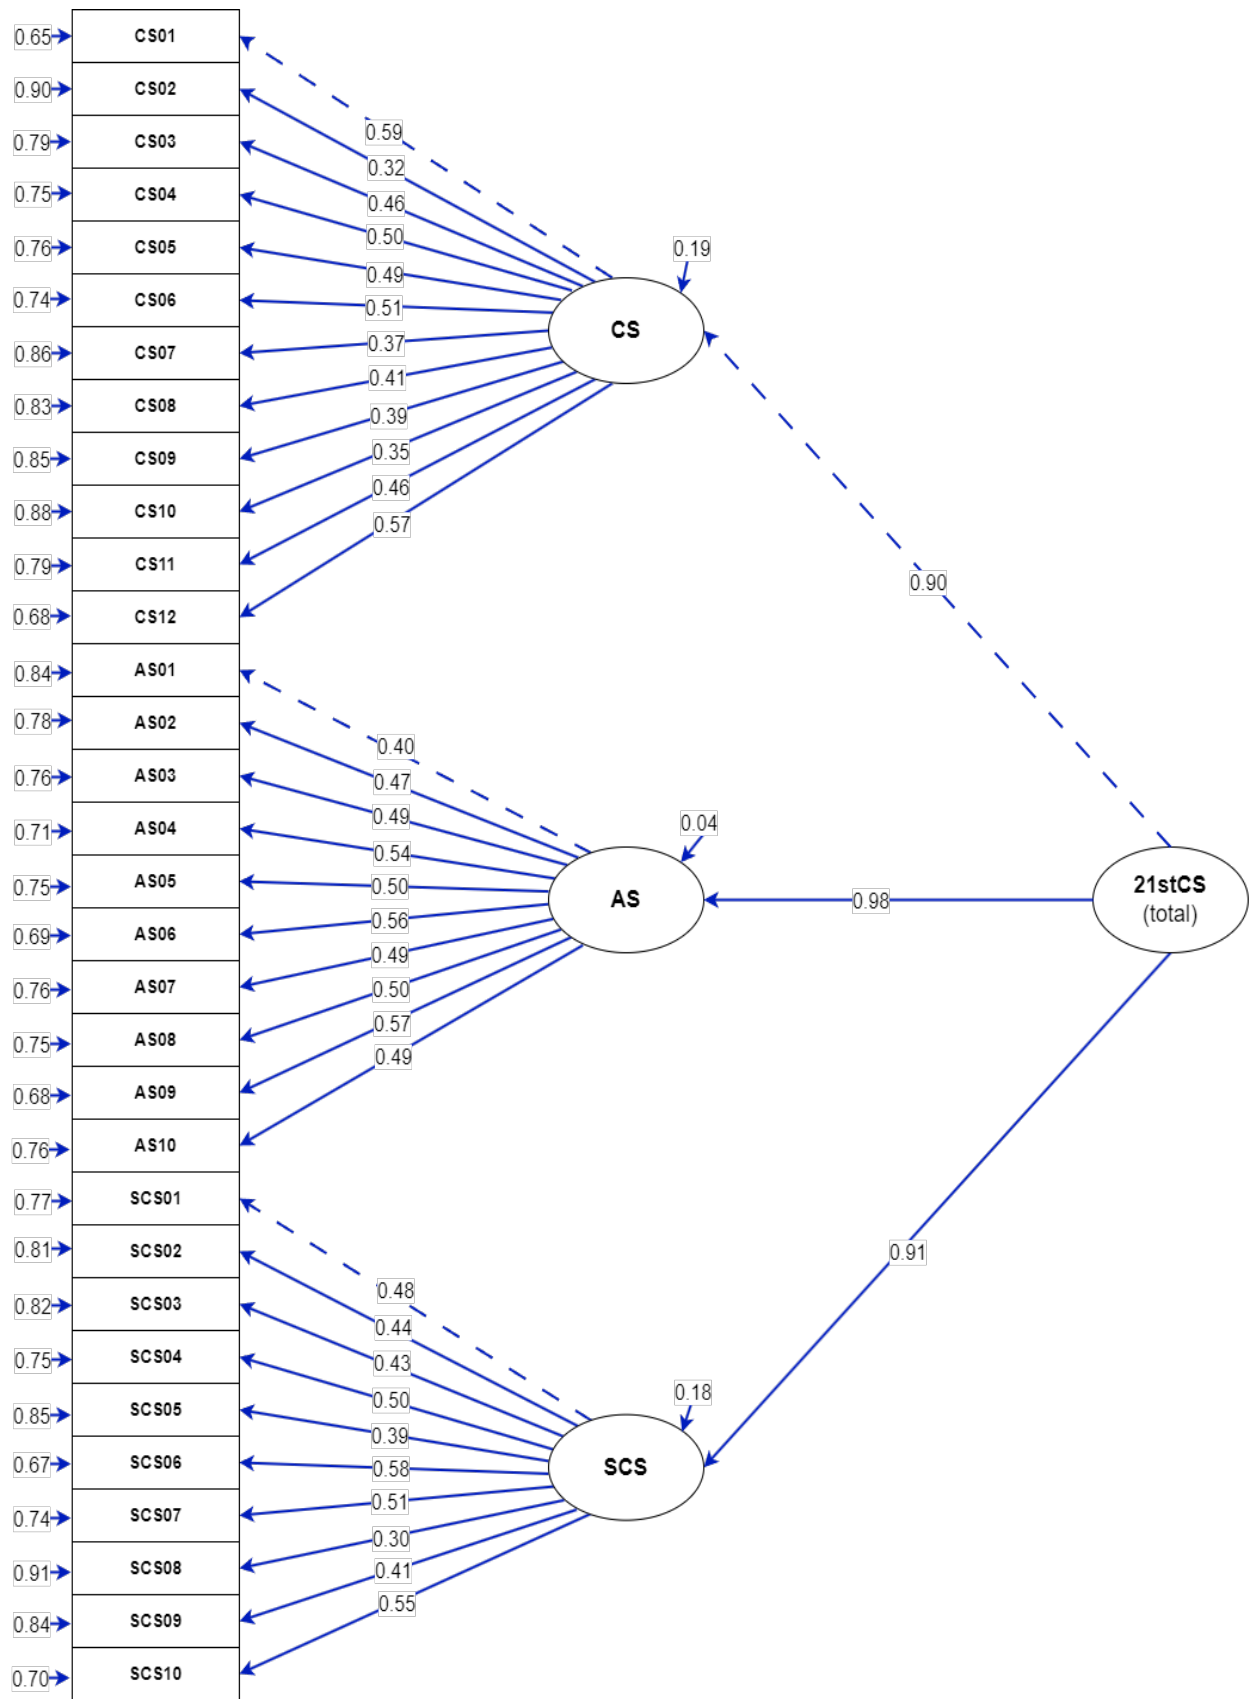 0.65 CS01
0.90 CS02
0.79 CS03
0.75 CS04
0.76 CS05
0.74 CS06
0.86 CS07
0.83 CS08
0.85 CS09
0.88 CS10
0.79 CS11
0.68 CS12
0.84 AS01
0.78 AS02
0.76 AS03
0.71 AS04
0.75 AS05
0.69 AS06
0.76 AS07
0.75 AS08
0.68 AS09
0.76 AS10
0.77 SCS01
0.81 SCS02
0.82 SCS03
0.75 SCS04
0.85 SCS05
0.67 SCS06
0.74 SCS07
0.91 SCS08
0.84 SCS09
0.70 SCS10
0.59
0.32
0.46
0.50
0.49
0.51
0.37
0.41
0.39
0.35
0.46
0.57
0.40
0.47
0.49
0.54
0.50
0.56
0.49
0.50
0.57
0.49
0.48
0.44
0.43
0.50
0.39
0.58
0.51
0.30
0.41
0.55
0.19
CS
0.04
AS
0.18
SCS
0.90
0.98
0.91
21stCS
(total)